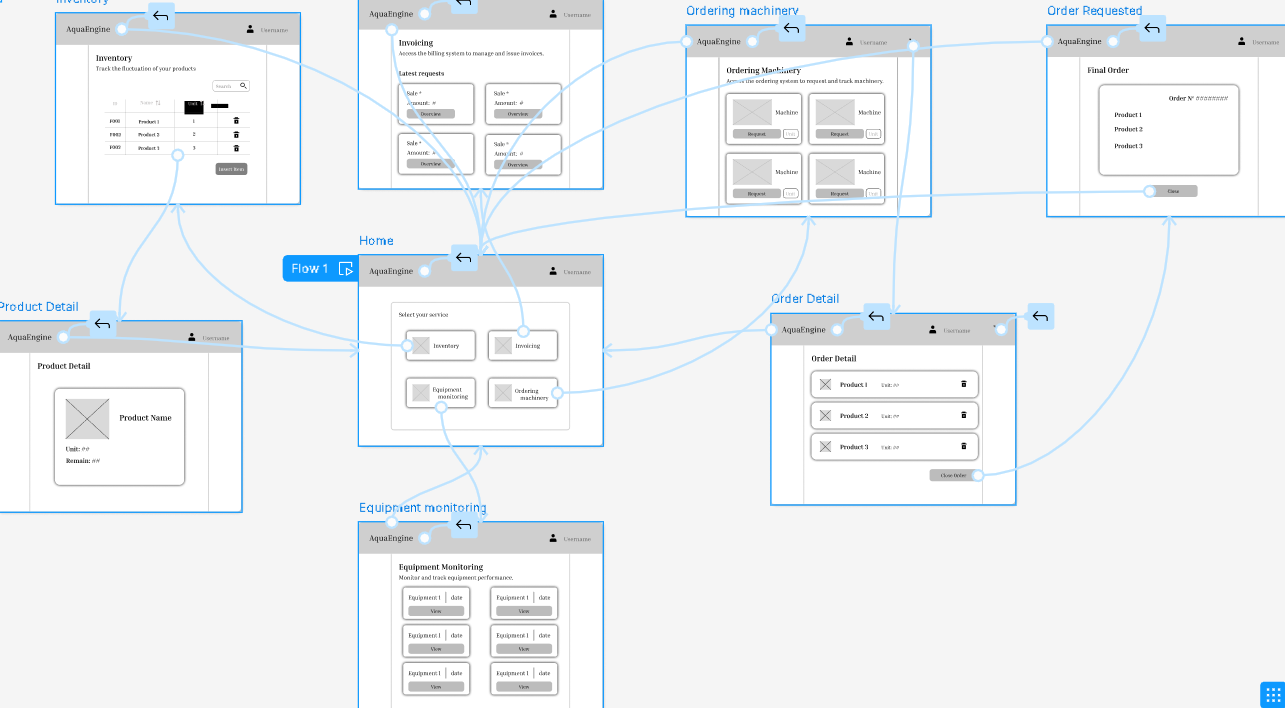 Inventory
AquaEngine
Username
Inventory
Track the fluctuation of your products
Search
Id
Name
F001
Product 1
1
F002
Product 2
2
F003
Product 3
3
Insert Item
AquaEngine
Username
Invoicing
Access the billing system to manage and issue invoices.
Latest requests
Sale *
Amount: #
Overview
Sale *
Amount: #
Overview
Sale *
Amount: #
Overview
Sale *
Amount: #
Overview
Ordering machinery
AquaEngine
Username
Ordering Machinery
Access the ordering system to request and track machinery.
Machine
Request
Unit
Machine
Request
Unit
Machine
Request
Unit
Machine
Request
Unit
Order Requested
AquaEngine
Username
Final Order
Order N° ########
Product 1
Product 2
Product 3
Close
Home
Flow 1
AquaEngine
Username
Select your service
Inventory
Invoicing
Equipment
monitoring
Ordering
machinery
Product Detail
AquaEngine
Username
Product Detail
Product Name
Unit: ##
Remain: ##
Order Detail
AquaEngine
Username
Order Detail
Product 1
Unit: ##
Product 2
Unit: ##
Product 3
Unit: ##
Close Order
Equipment monitoring
AquaEngine
Username
Equipment Monitoring
Monitor and track equipment performance.
Equipment 1
date
View
Equipment 1
date
View
Equipment 1
date
View
Equipment 1
date
View
Equipment 1
date
View
Equipment 1
date
View